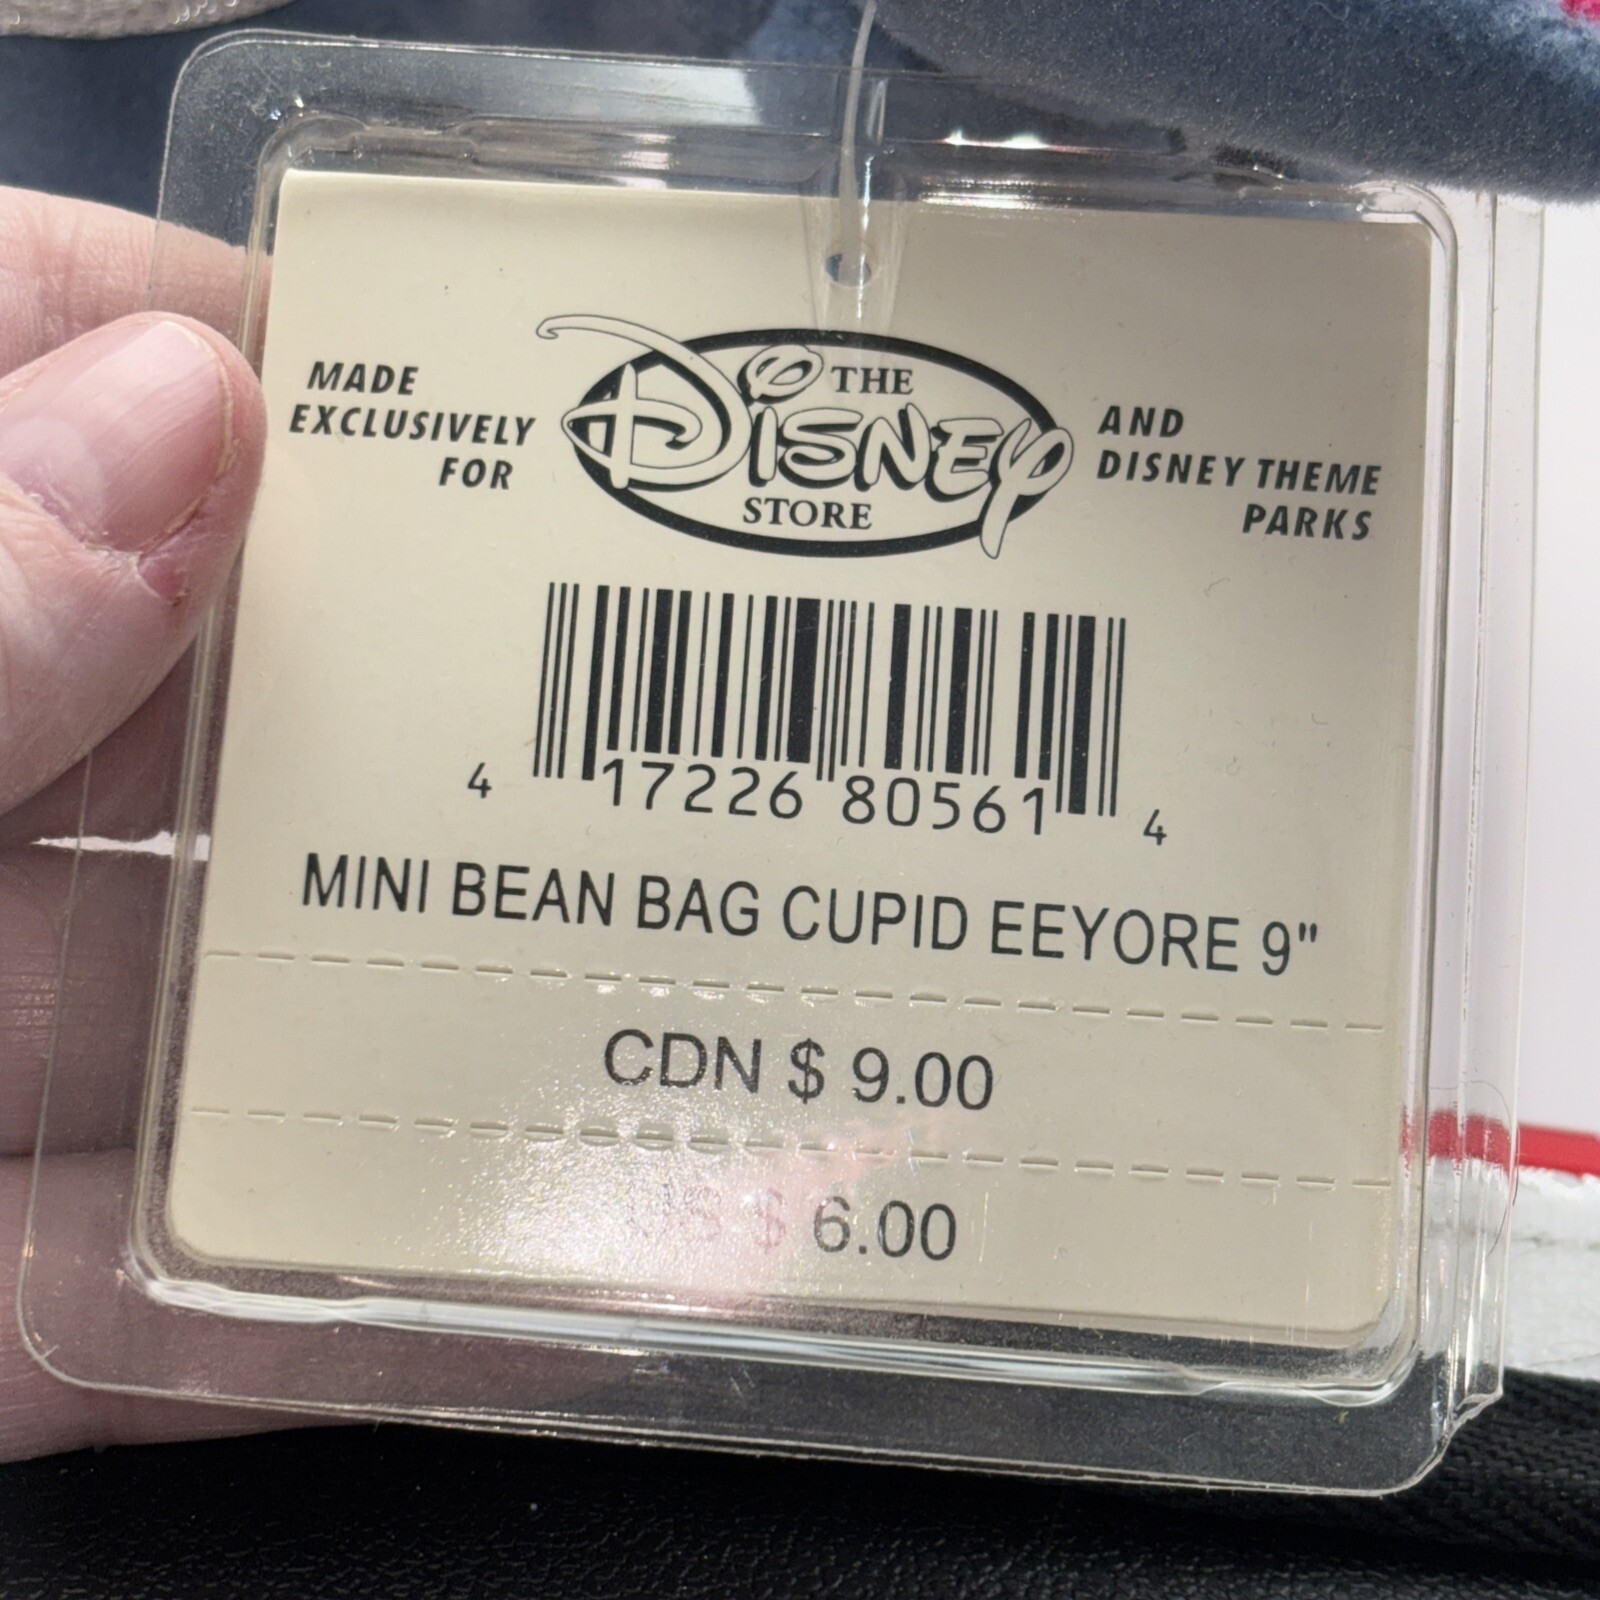 MADE
EXCLUSIVELY
FOR
THE
DISNEY
STORE
AND
DISNEY THEME
PARKS
4 17226 80561 4
MINI BEAN BAG CUPID EEYORE 9"
CDN $ 9.00
US $ 6.00